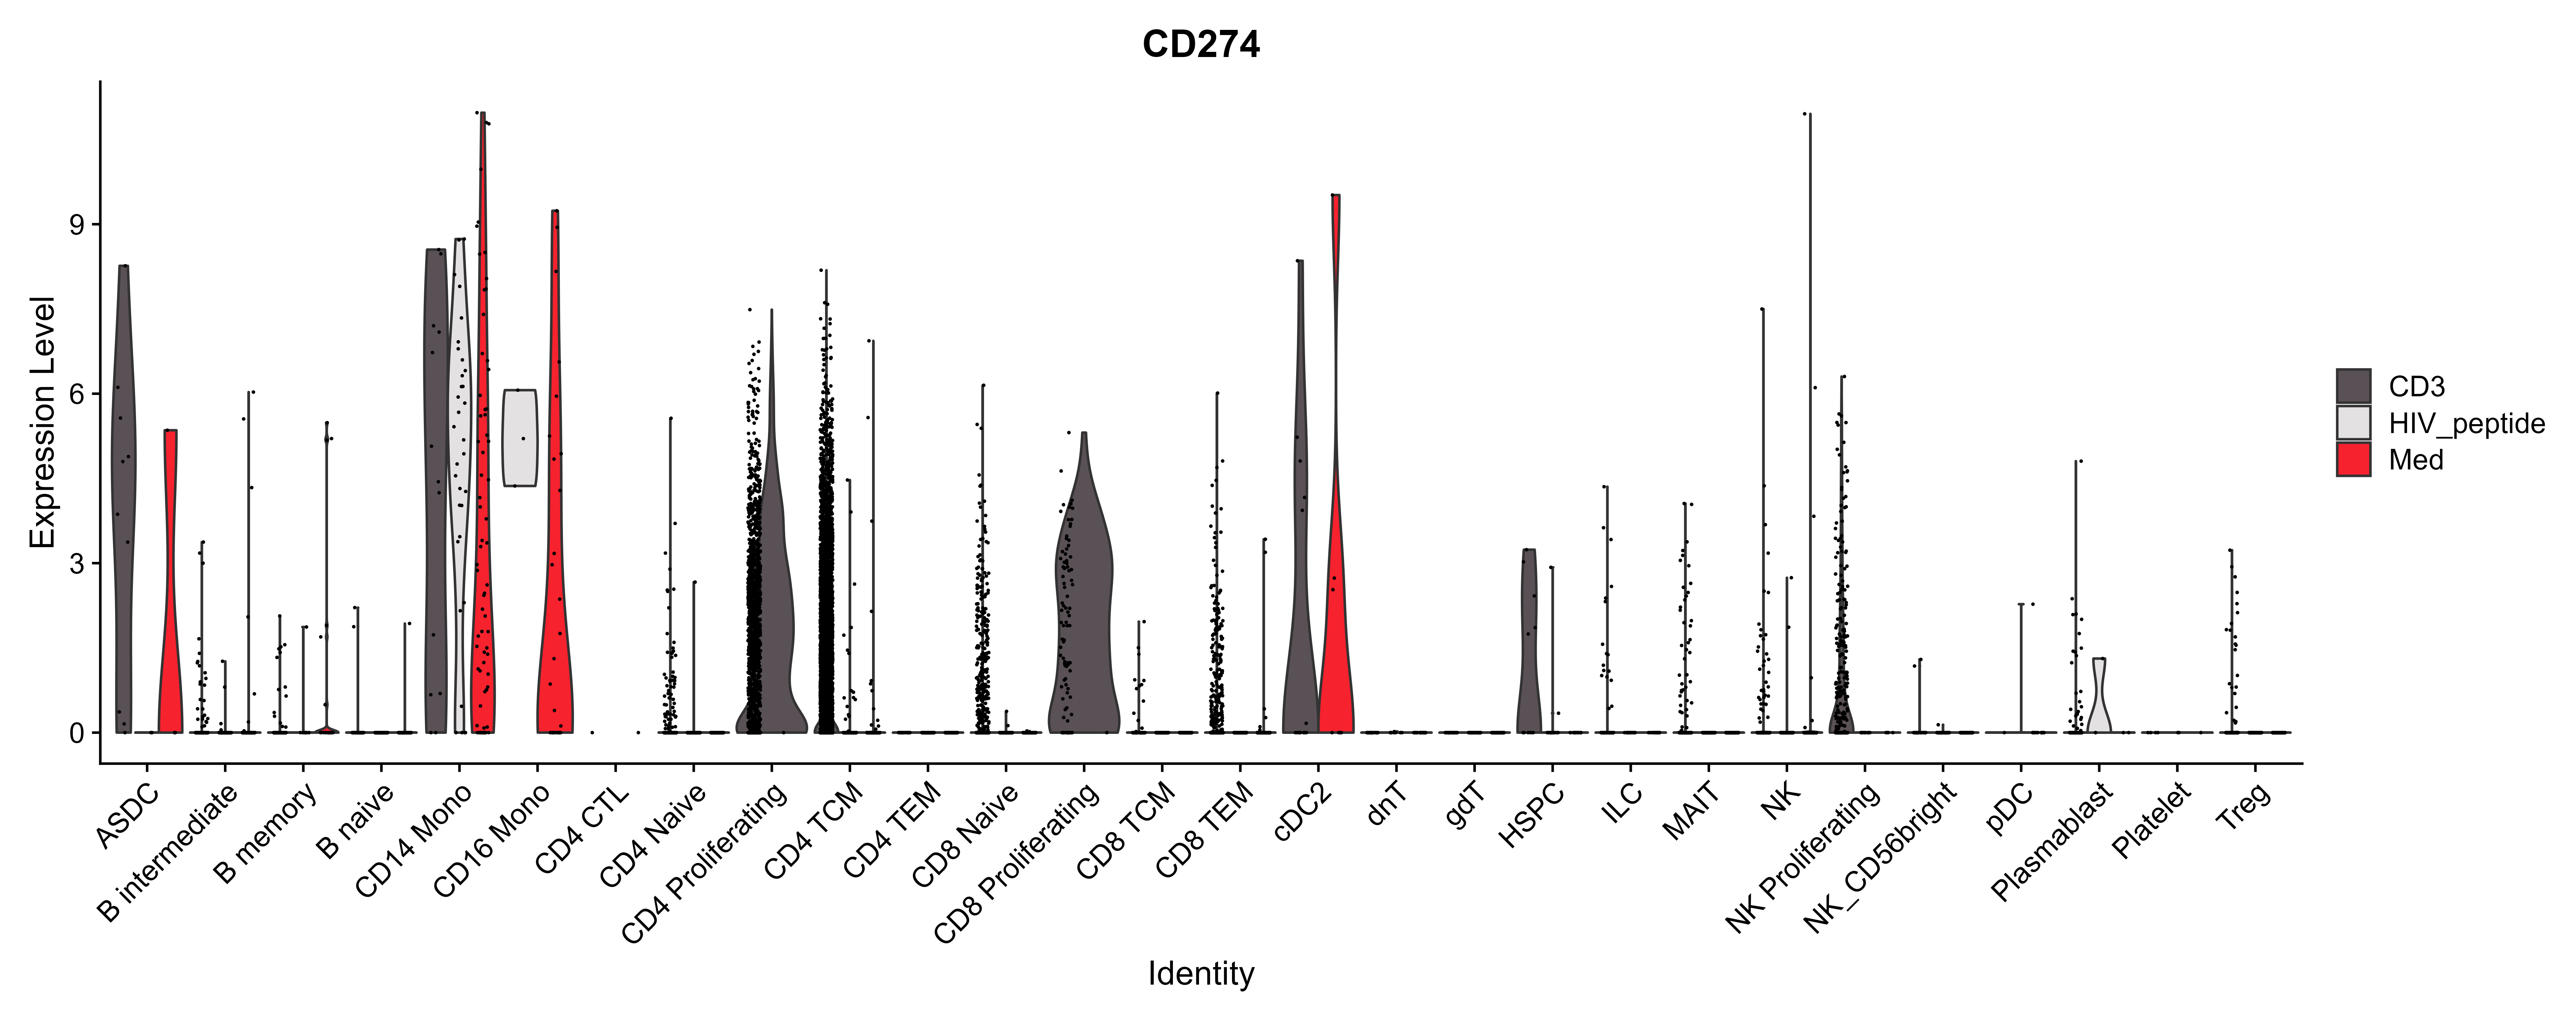 CD274
Expression Level
9
6
3
0
ASDC
B intermediate
B memory
B naive
CD14 Mono
CD16 Mono
CD4 CTL
CD4 Naive
CD4 Proliferating
CD4 TCM
CD4 TEM
CD8 Naive
CD8 Proliferating
CD8 TCM
CD8 TEM
cDC2
dnT
gdT
HSPC
ILC
MAIT
NK
NK Proliferating
NK_CD56bright
pDC
Plasmablast
Platelet
Treg
Identity
CD3
HIV_peptide
Med